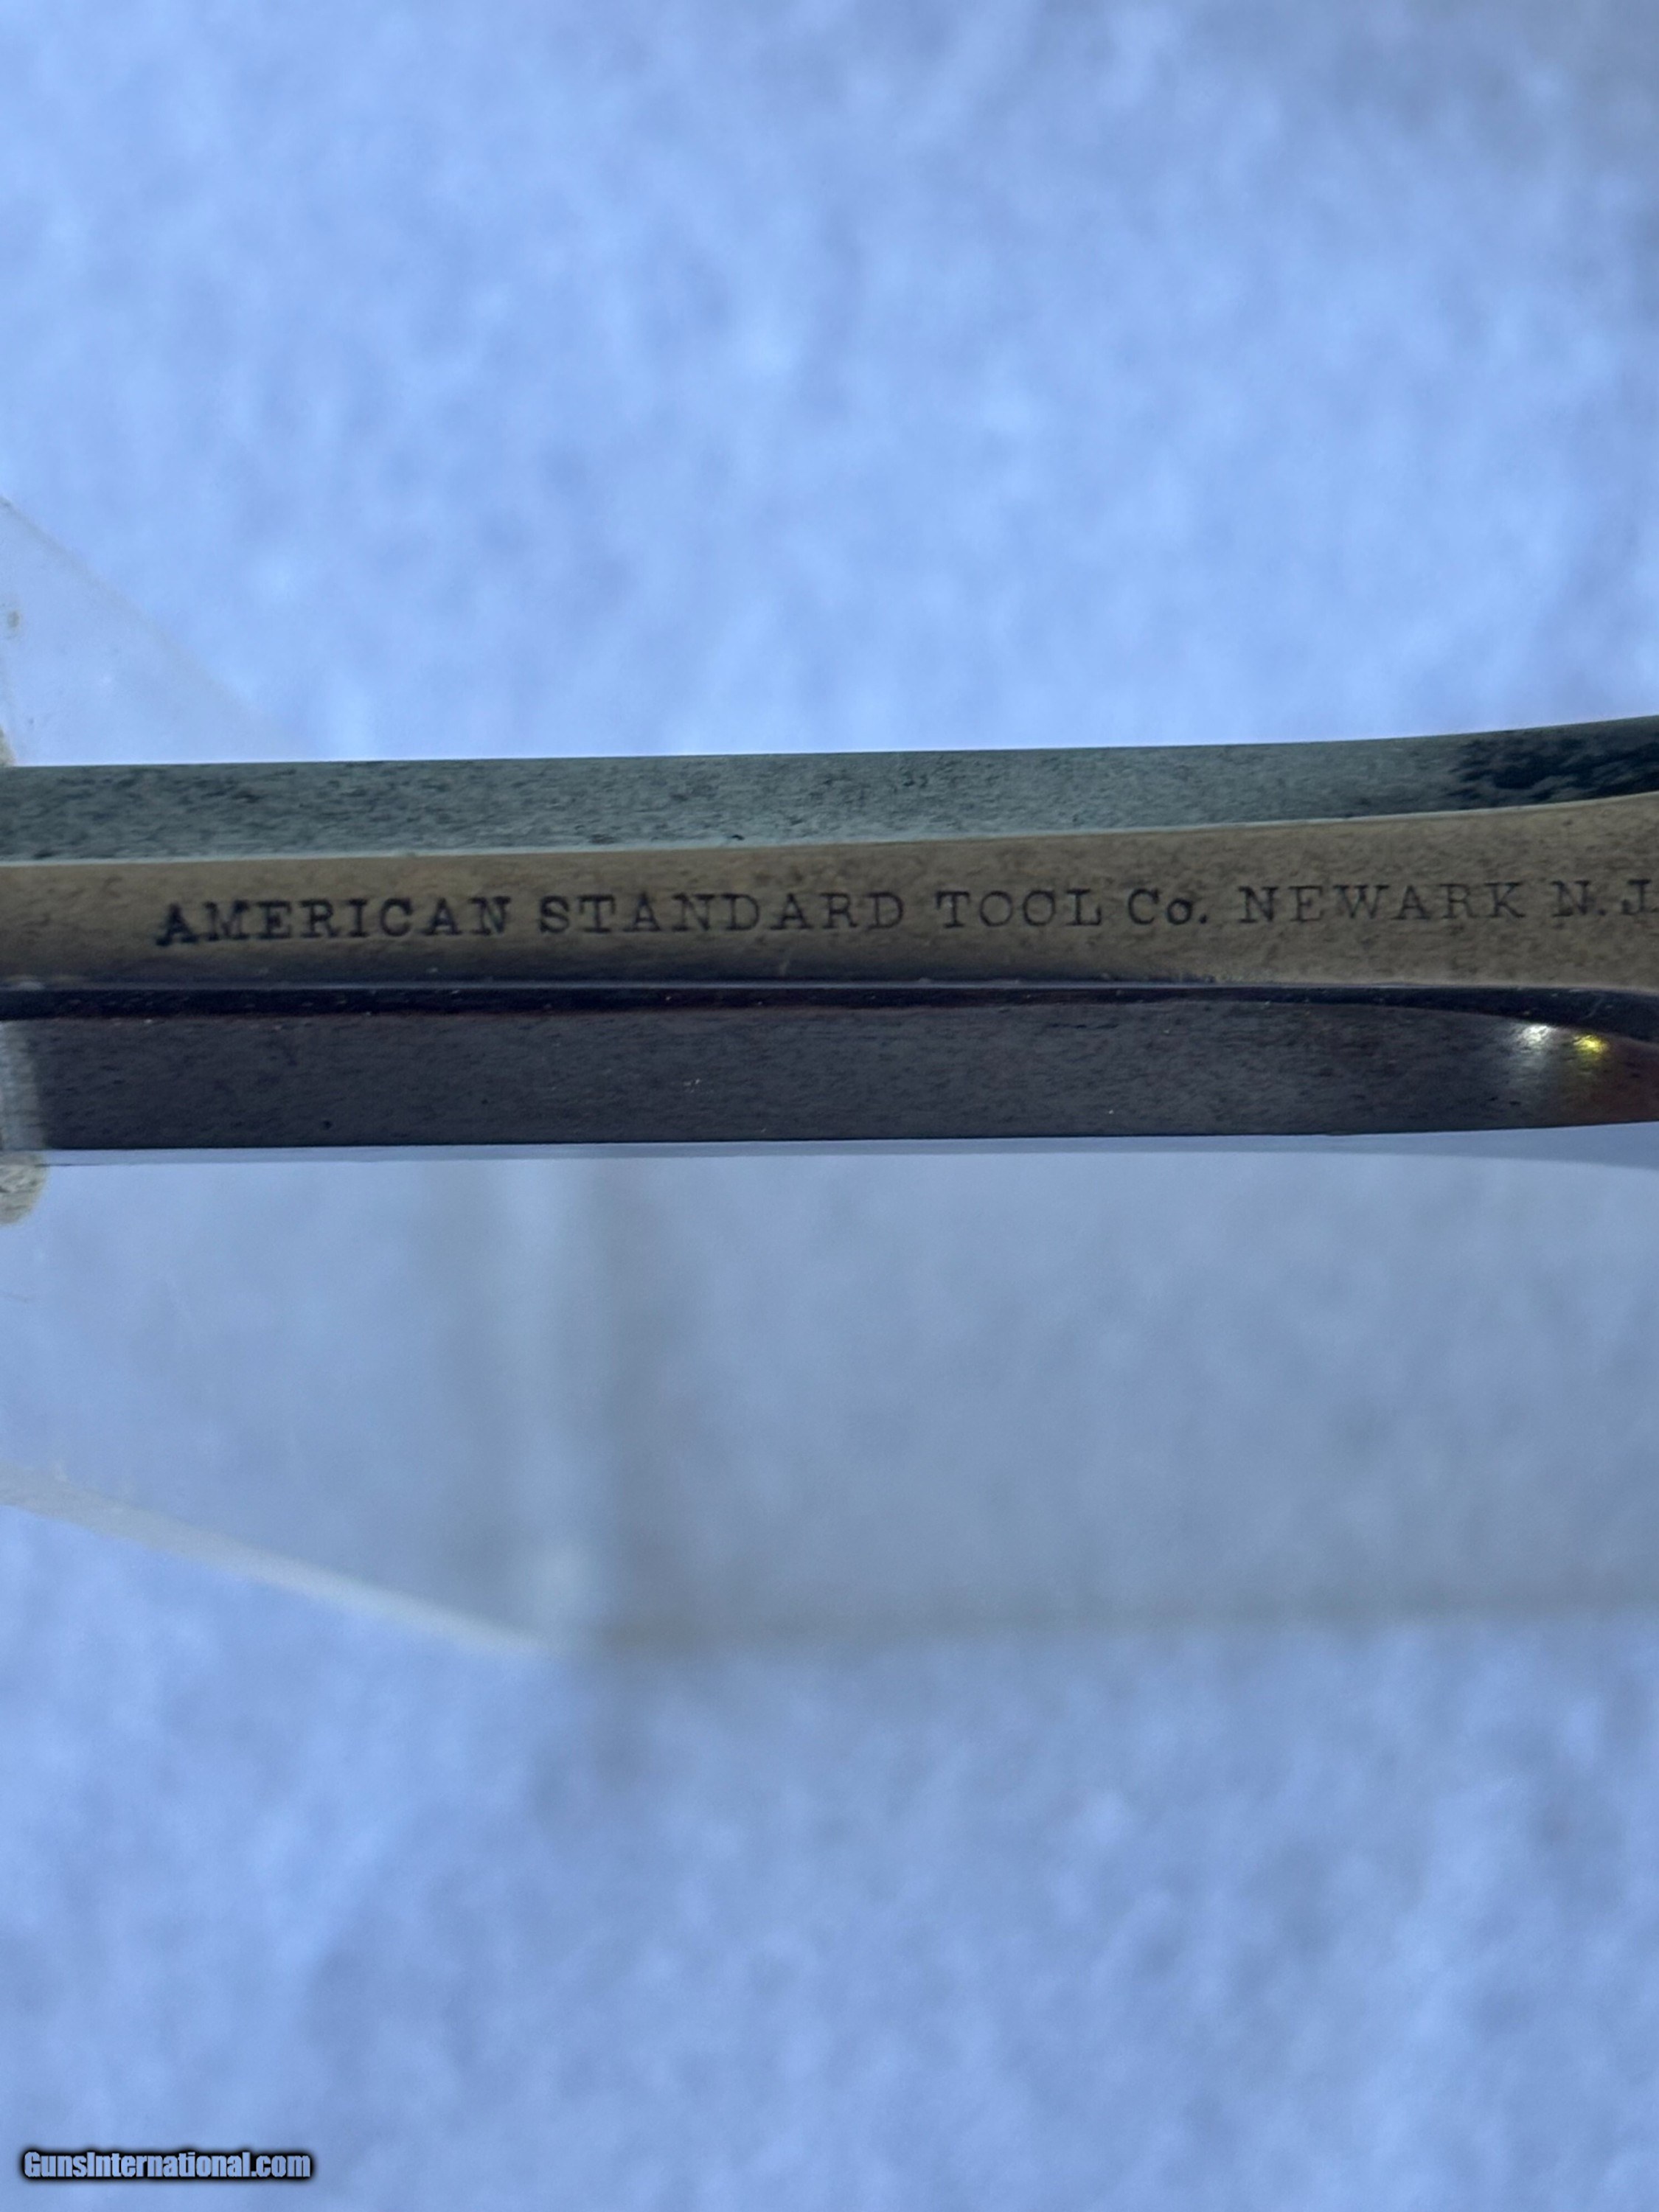 AMERICAN STANDARD TOOL Co. NEWARK N.J.
GunsInternational.com